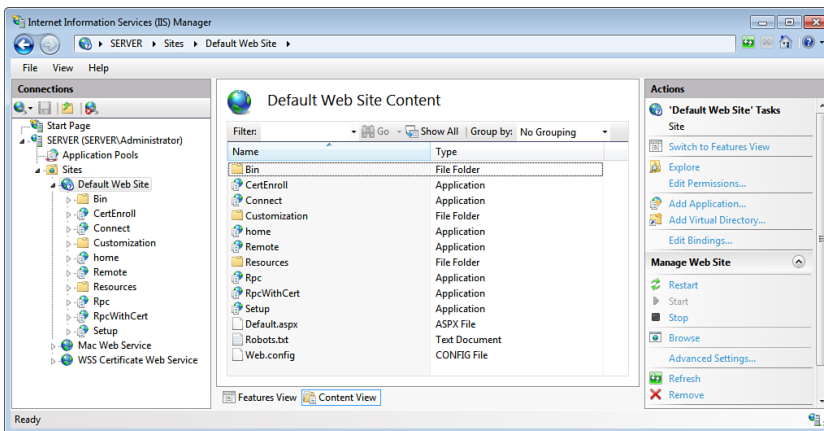 Internet Information Services (IIS) Manager
SERVER Sites Default Web Site
File View Help
Connections
Start Page
SERVER (SERVER\Administrator)
Application Pools
Sites
Default Web Site
Bin
CertEnroll
Connect
Customization
home
Remote
Resources
Rpc
RpcWithCert
Setup
Mac Web Service
WSS Certificate Web Service
Default Web Site Content
Filter: Go Show All Group by: No Grouping
Name Type
Bin File Folder
CertEnroll Application
Connect Application
Customization File Folder
home Application
Remote Application
Resources File Folder
Rpc Application
RpcWithCert Application
Setup Application
Default.aspx ASPX File
Robots.txt Text Document
Web.config CONFIG File
Features View Content View
Actions
'Default Web Site' Tasks
Site
Switch to Features View
Explore
Edit Permissions...
Add Application...
Add Virtual Directory...
Edit Bindings...
Manage Web Site
Restart
Start
Stop
Browse
Advanced Settings...
Refresh
Remove
Ready